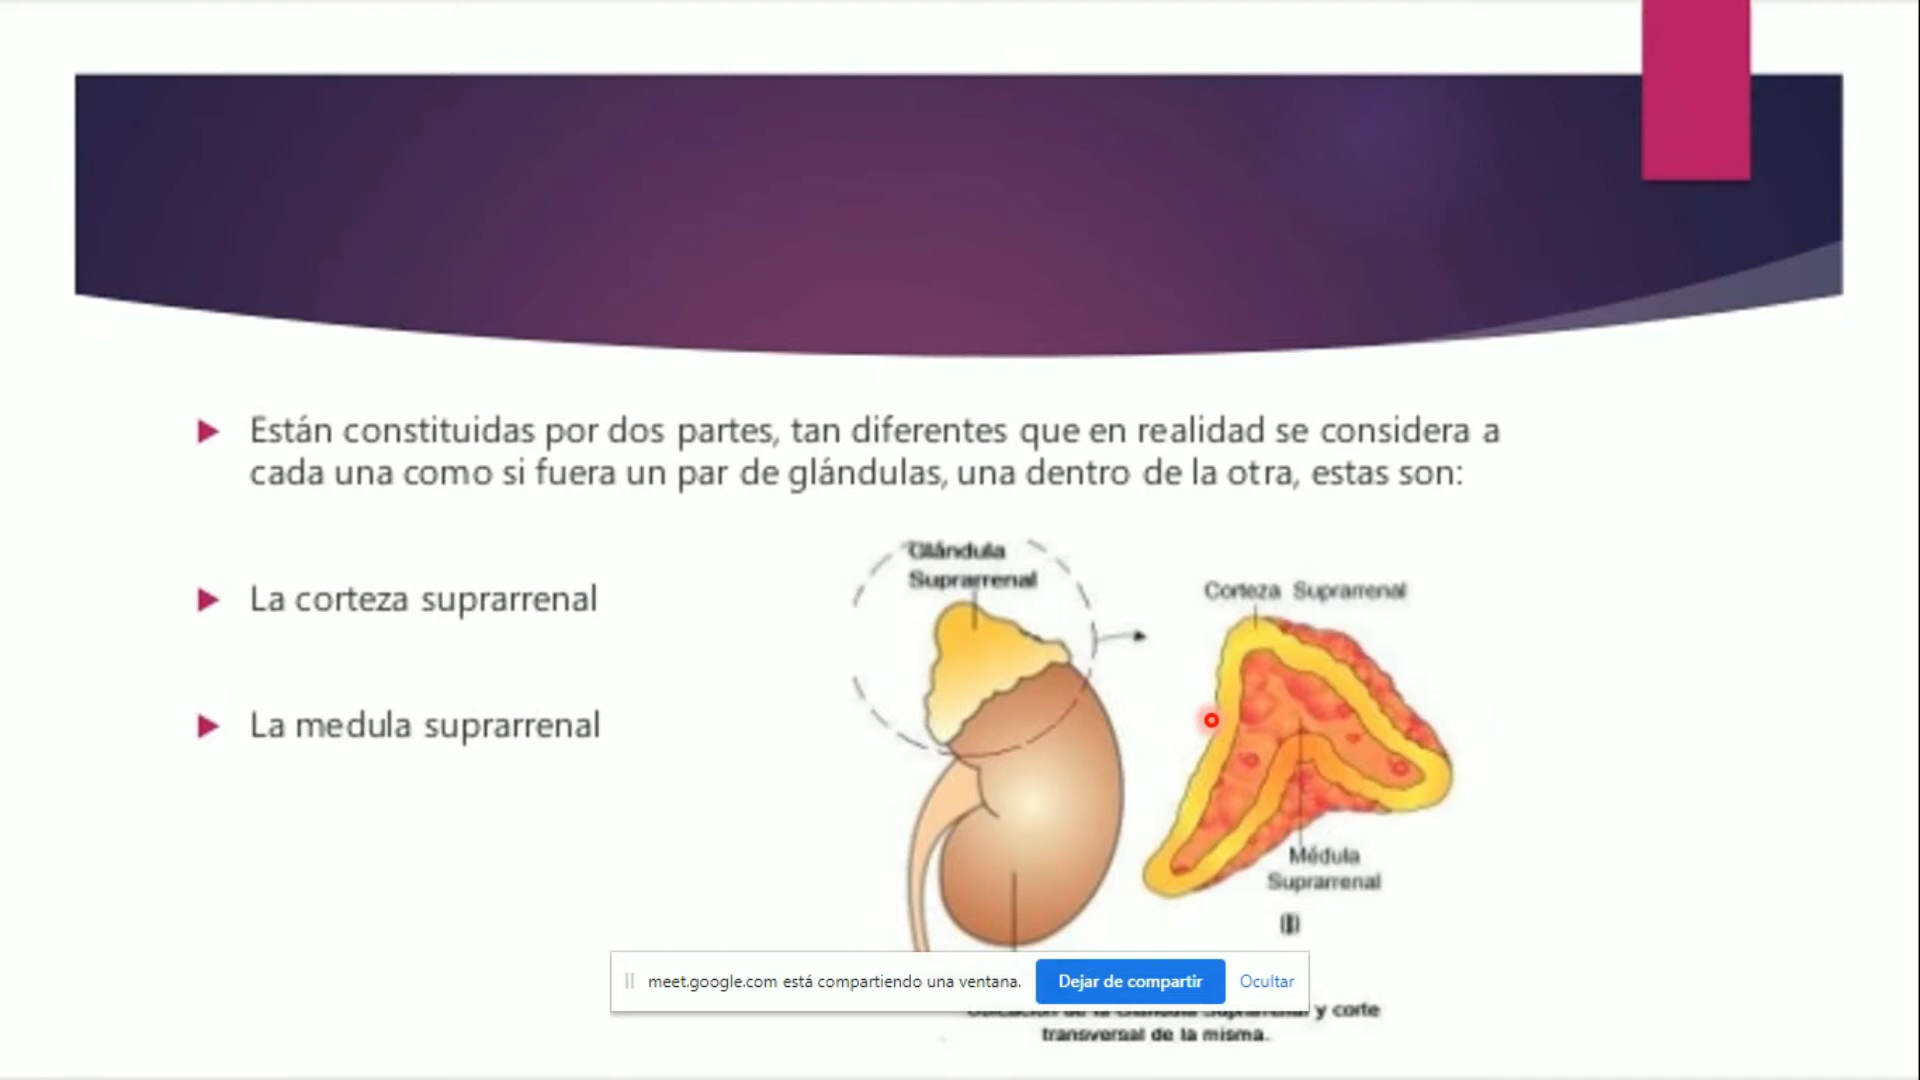 Están constituidas por dos partes, tan diferentes que en realidad se considera a
cada una como si fuera un par de glándulas, una dentro de la otra, estas son:
La corteza suprarrenal
La medula suprarrenal
Glándula
Suprarrenal
Corteza Suprarrenal
Médula
Suprarrenal
meet.google.com está compartiendo una ventana.
Dejar de compartir
Ocultar
y corte
transversal de la misma.